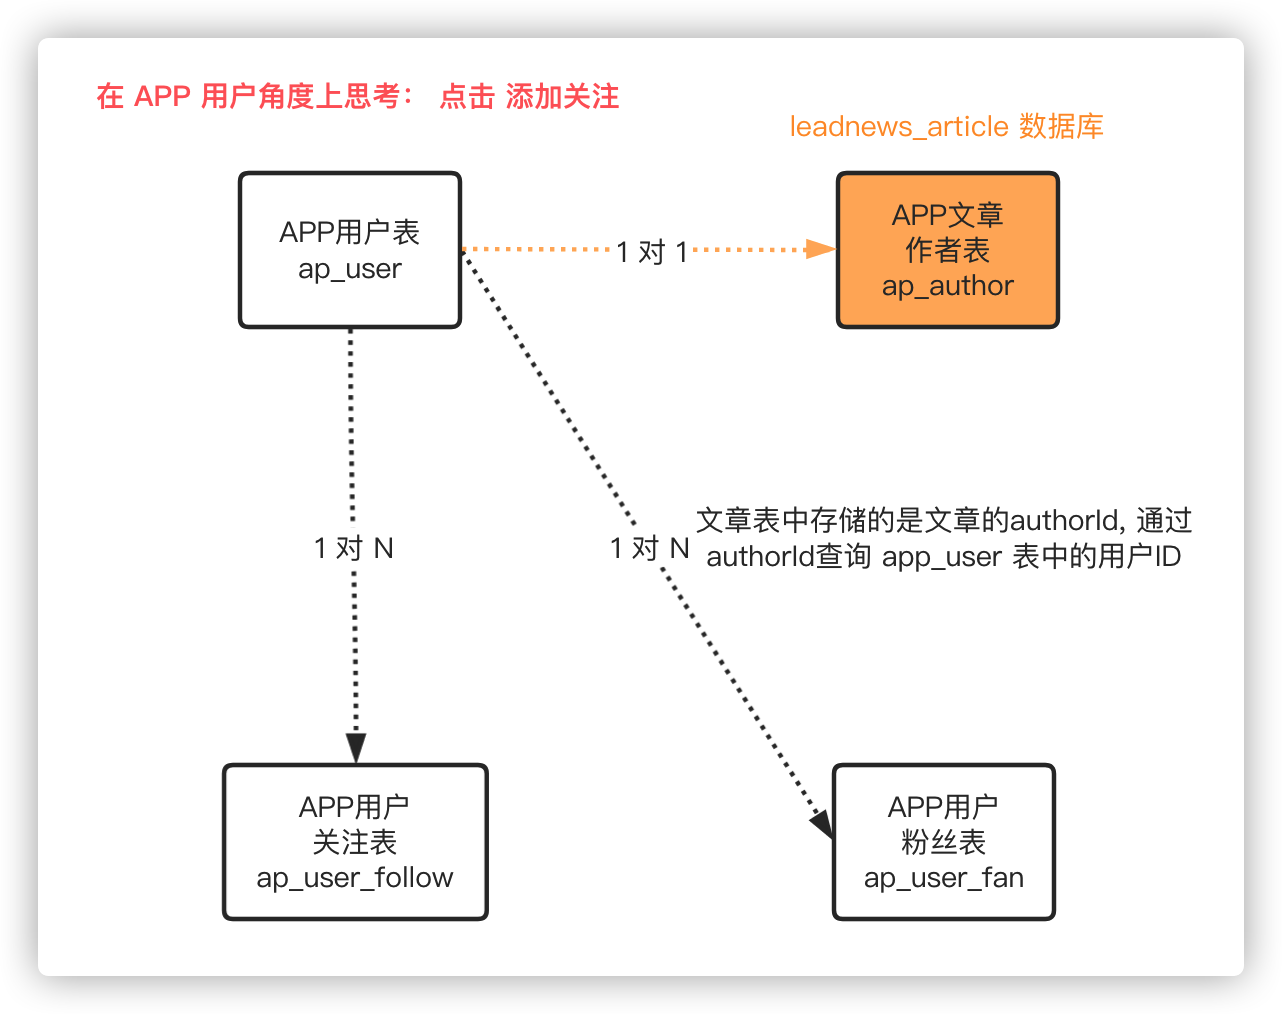 在 APP 用户角度上思考： 点击 添加关注
leadnews_article 数据库
APP用户表
ap_user
1 对 1
APP文章
作者表
ap_author
1 对 N
1 对 N
文章表中存储的是文章的authorId, 通过
authorId查询 app_user 表中的用户ID
APP用户
关注表
ap_user_follow
APP用户
粉丝表
ap_user_fan